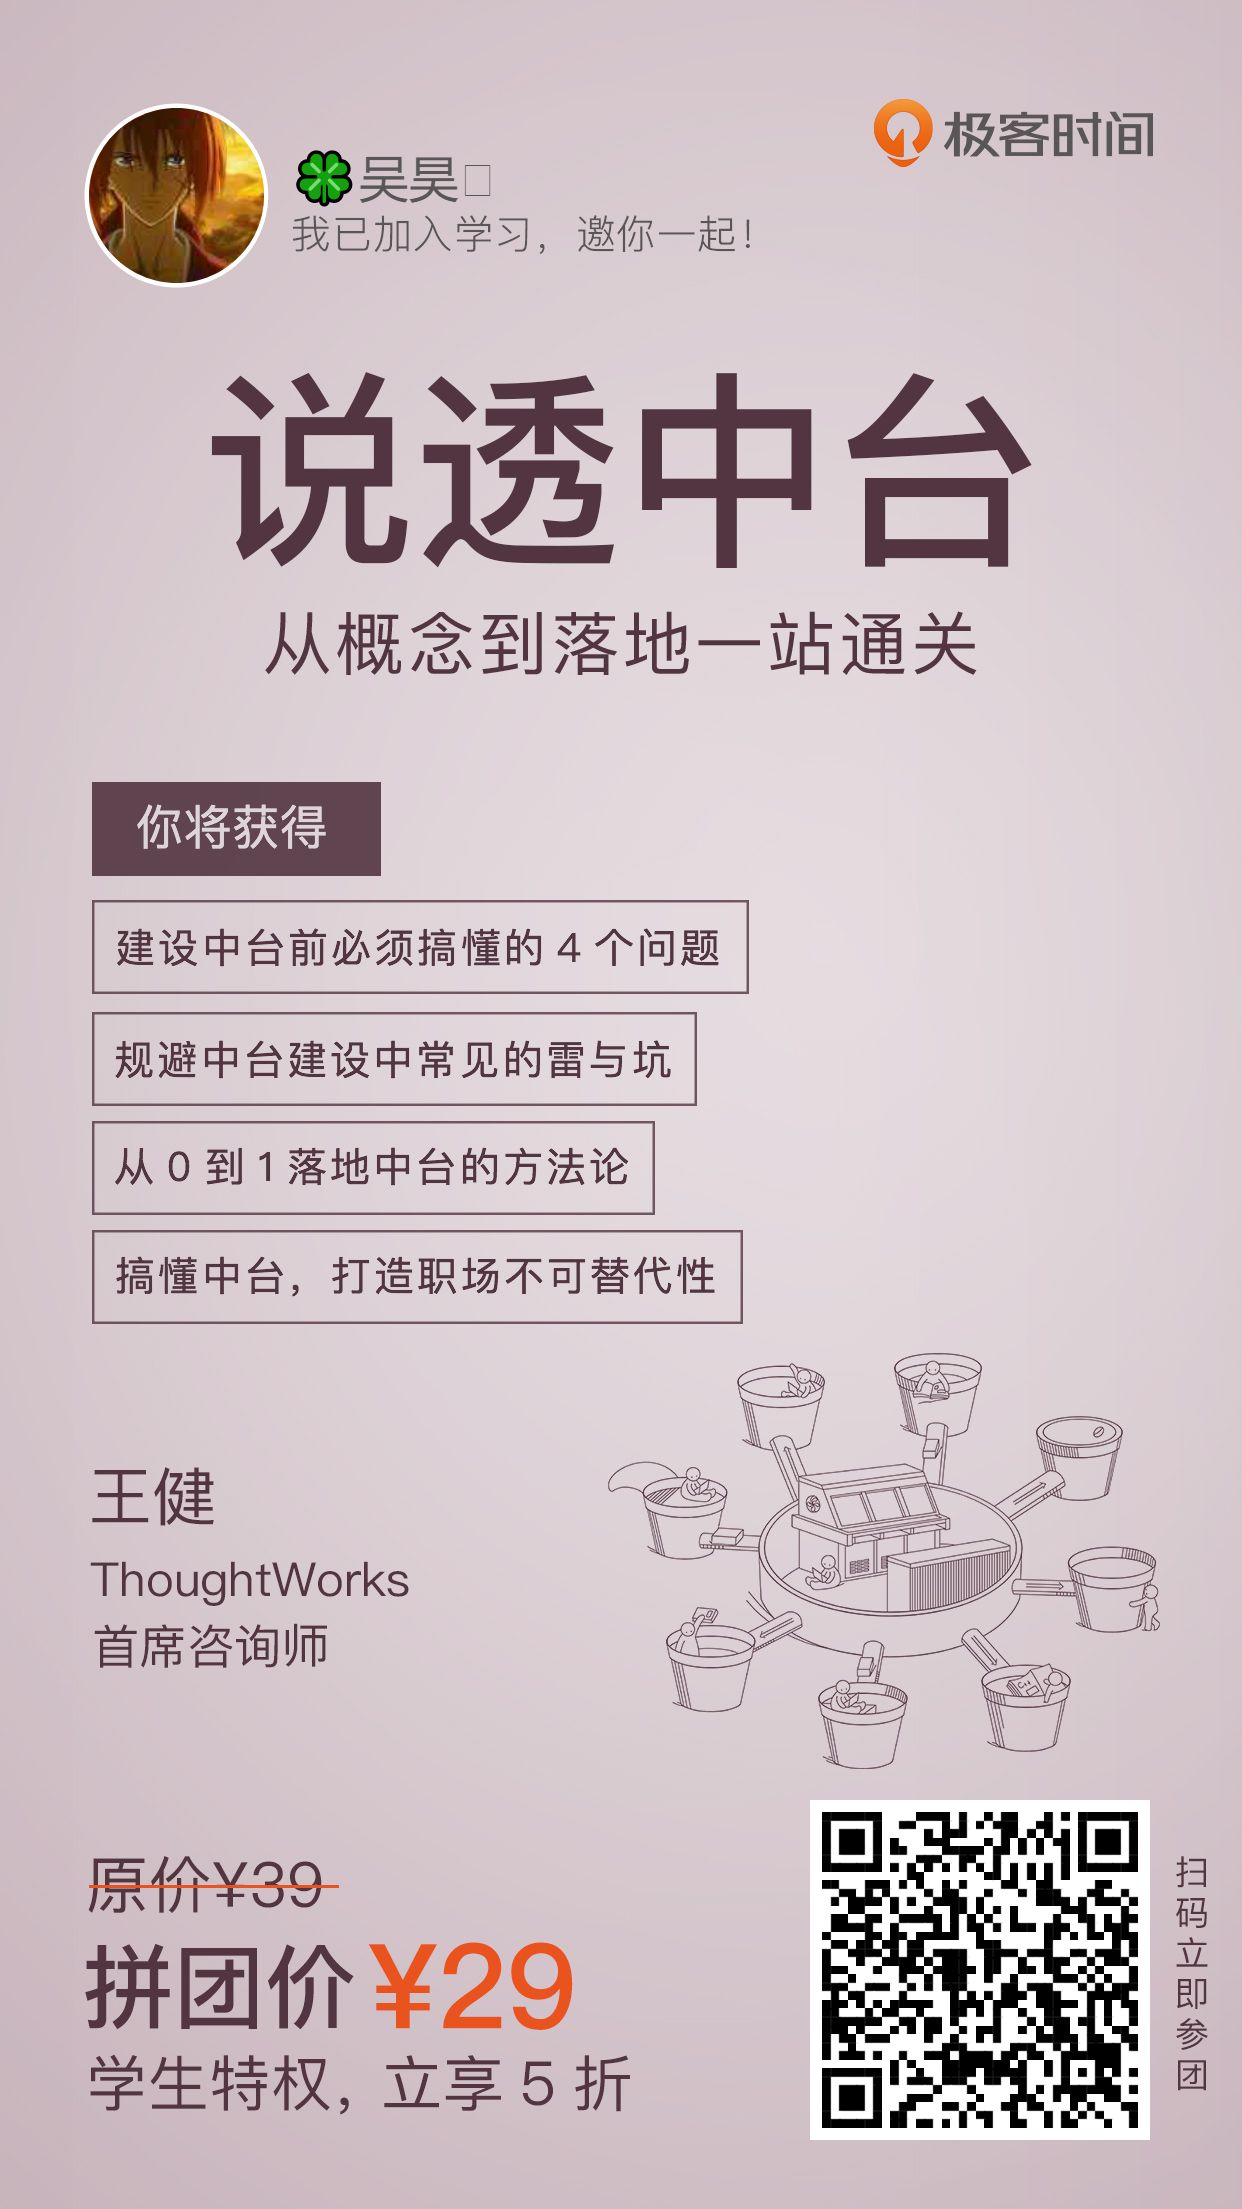 极客时间
🍀吴昊
我已加入学习，邀你一起！
说透中台
从概念到落地一站通关
你将获得
建设中台前必须搞懂的 4 个问题
规避中台建设中常见的雷与坑
从 0 到 1 落地中台的方法论
搞懂中台，打造职场不可替代性
王健
ThoughtWorks
首席咨询师
原价¥39
拼团价 ¥29
学生特权，立享 5 折
扫码立即参团